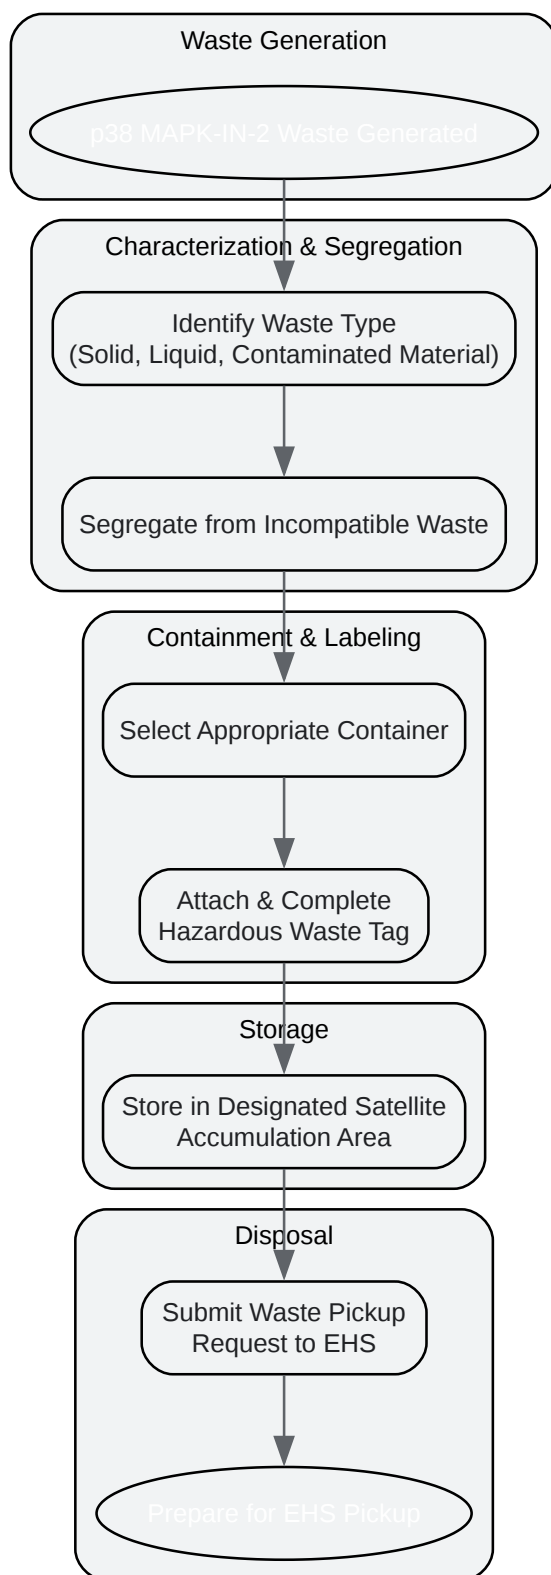 Waste Generation
p38 MAPK-IN-2 Waste Generated
Characterization & Segregation
Identify Waste Type
(Solid, Liquid, Contaminated Material)
Segregate from Incompatible Waste
Containment & Labeling
Select Appropriate Container
Attach & Complete
Hazardous Waste Tag
Storage
Store in Designated Satellite
Accumulation Area
Disposal
Submit Waste Pickup
Request to EHS
Prepare for EHS Pickup